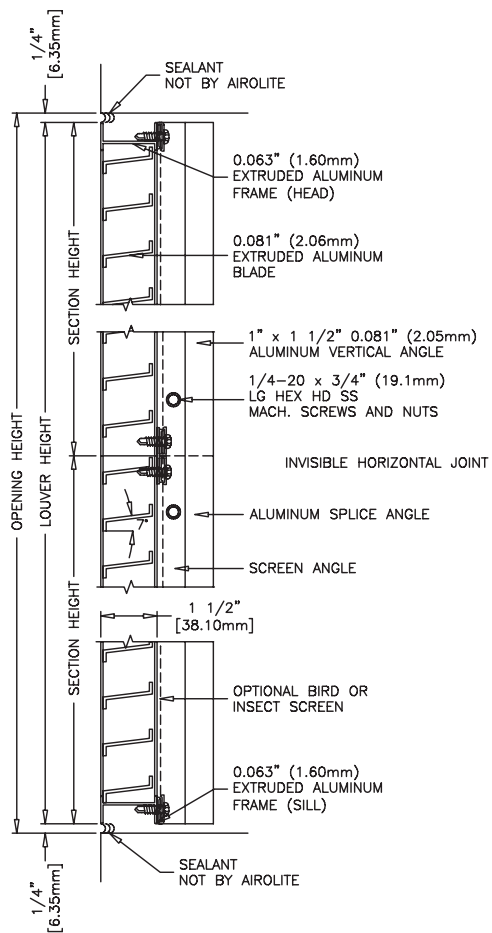 1/4"
[6.35mm]
SEALANT
NOT BY AIROLITE
0.063" (1.60mm)
EXTRUDED ALUMINUM
FRAME (HEAD)
0.081" (2.06mm)
EXTRUDED ALUMINUM
BLADE
OPENING HEIGHT
LOUVER HEIGHT
SECTION HEIGHT
1" x 1 1/2" 0.081" (2.05mm)
ALUMINUM VERTICAL ANGLE
1/4-20 x 3/4" (19.1mm)
LG HEX HD SS
MACH. SCREWS AND NUTS
INVISIBLE HORIZONTAL JOINT
7°
ALUMINUM SPLICE ANGLE
SCREEN ANGLE
1 1/2"
[38.10mm]
SECTION HEIGHT
OPTIONAL BIRD OR
INSECT SCREEN
0.063" (1.60mm)
EXTRUDED ALUMINUM
FRAME (SILL)
SEALANT
NOT BY AIROLITE
1/4"
[6.35mm]